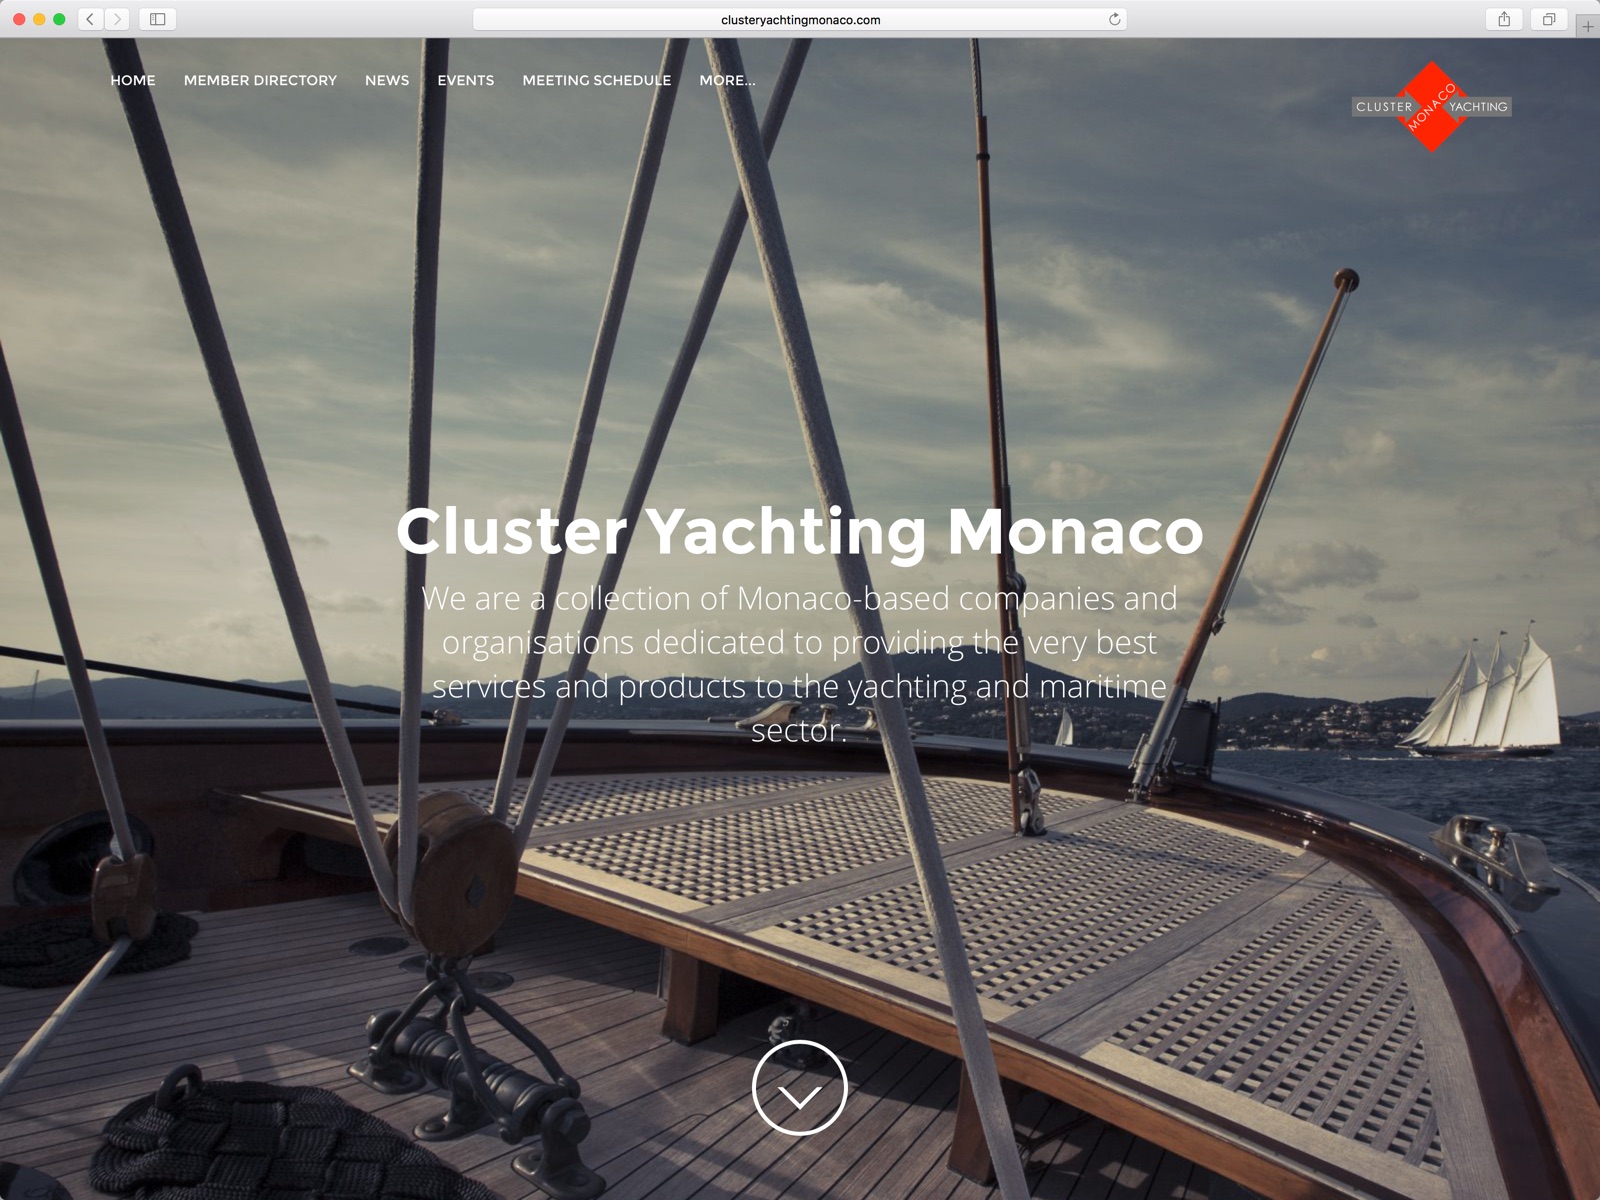 clusteryachtingmonaco.com
HOME MEMBER DIRECTORY NEWS EVENTS MEETING SCHEDULE MORE...
CLUSTER MONACO YACHTING
Cluster Yachting Monaco
We are a collection of Monaco-based companies and
organisations dedicated to providing the very best
services and products to the yachting and maritime
sector.